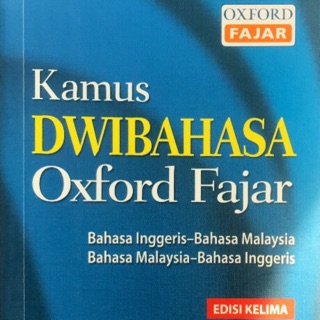 OXFORD
FAJAR
Kamus
DWIBAHASA
Oxford Fajar
Bahasa Inggeris–Bahasa Malaysia
Bahasa Malaysia–Bahasa Inggeris
EDISI KELIMA